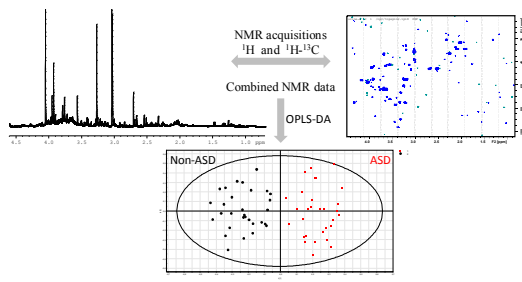 NMR acquisitions
¹H and ¹H-¹³C
Combined NMR data
OPLS-DA
4.5 4.0 3.5 3.0 2.5 2.0 1.5 1.0 ppm
F2 [ppm]
Non-ASD ASD